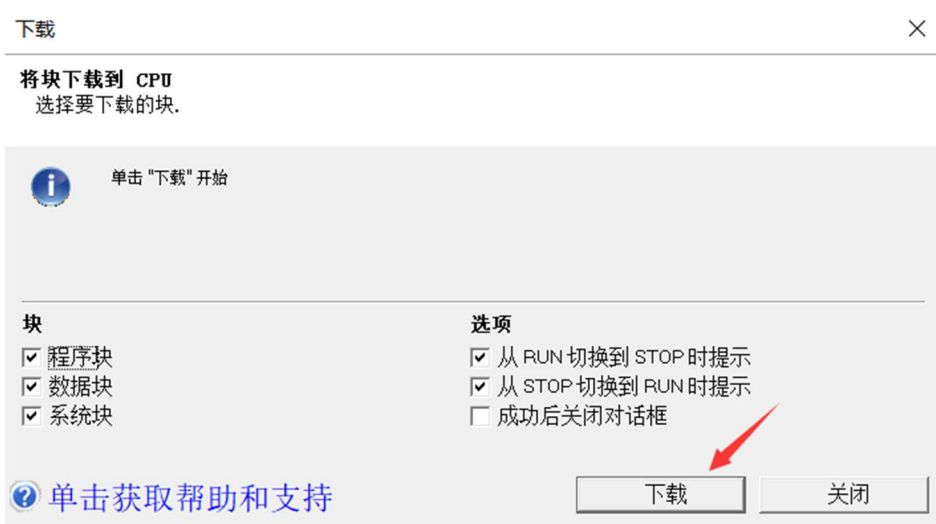 下载
将块下载到 CPU
选择要下载的块.
单击 "下载" 开始
块
程序块
数据块
系统块
选项
从 RUN 切换到 STOP 时提示
从 STOP 切换到 RUN 时提示
成功后关闭对话框
单击获取帮助和支持
下载
关闭